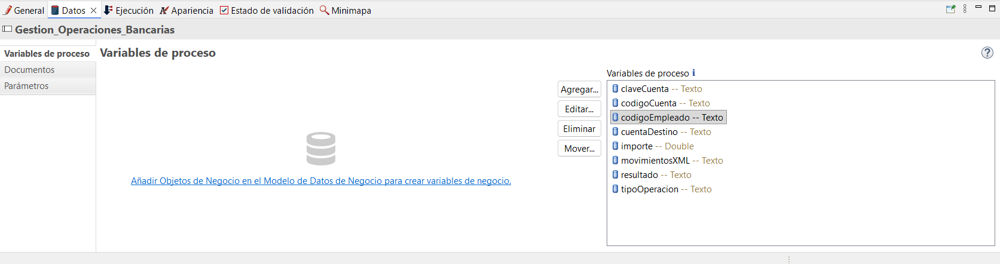 General Datos Ejecución Apariencia Estado de validación Minimapa
Gestion_Operaciones_Bancarias
Variables de proceso
Documentos
Parámetros
Variables de proceso
Añadir Objetos de Negocio en el Modelo de Datos de Negocio para crear variables de negocio.
Agregar...
Editar...
Eliminar
Mover...
Variables de proceso
claveCuenta -- Texto
codigoCuenta -- Texto
codigoEmpleado -- Texto
cuentaDestino -- Texto
importe -- Double
movimientosXML -- Texto
resultado -- Texto
tipoOperacion -- Texto